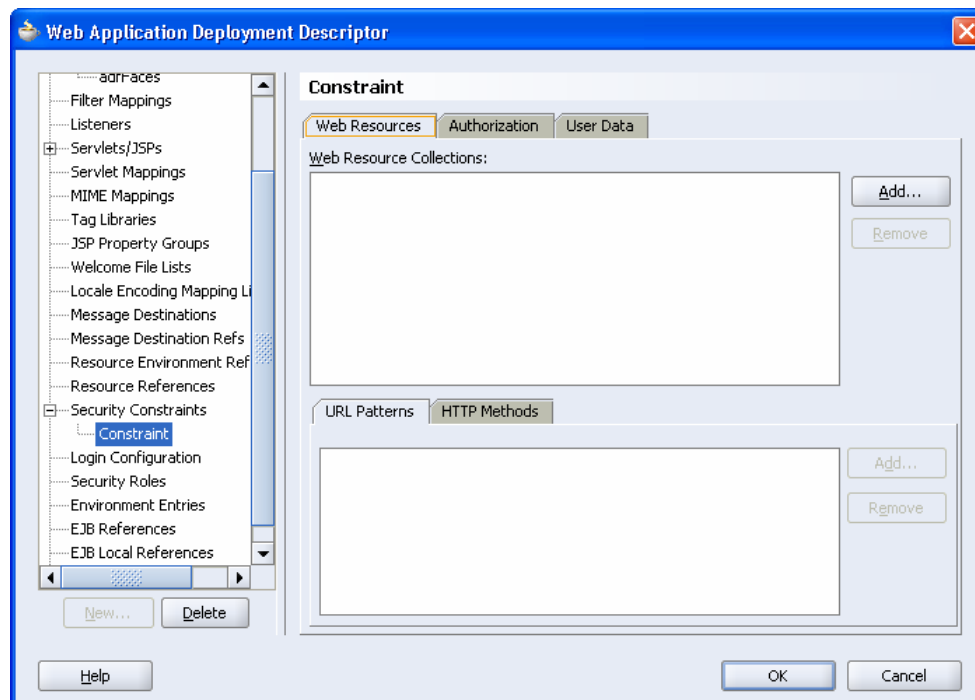 Web Application Deployment Descriptor
adfFaces
Filter Mappings
Listeners
Servlets/JSPs
Servlet Mappings
MIME Mappings
Tag Libraries
JSP Property Groups
Welcome File Lists
Locale Encoding Mapping Li
Message Destinations
Message Destination Refs
Resource Environment Ref
Resource References
Security Constraints
Constraint
Login Configuration
Security Roles
Environment Entries
EJB References
EJB Local References
New...
Delete
Constraint
Web Resources
Authorization
User Data
Web Resource Collections:
Add...
Remove
URL Patterns
HTTP Methods
Add...
Remove
Help
OK
Cancel